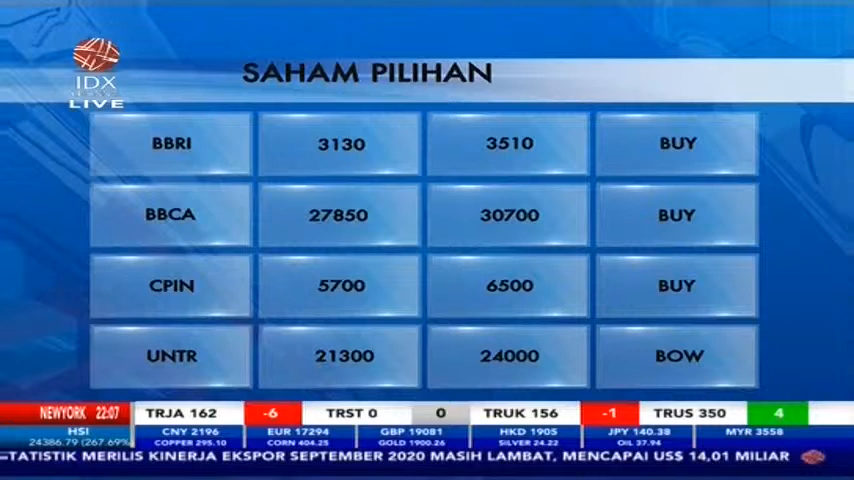 IDX
LIVE
SAHAM PILIHAN
BBRI 3130 3510 BUY
BBCA 27850 30700 BUY
CPIN 5700 6500 BUY
UNTR 21300 24000 BOW
NEWYORK 22:07 TRJA 162 -6 TRST 0 0 TRUK 156 -1 TRUS 350 4
HSI CNY 2196 EUR 17294 GBP 19081 HKD 1905 JPY 140.38 MYR 3558
24386.79 (267.69% COPPER 295.10 CORN 404.25 GOLD 1900.26 SILVER 24.22 OIL 37.94
TATISTIK MERILIS KINERJA EKSPOR SEPTEMBER 2020 MASIH LAMBAT, MENCAPAI US$ 14,01 MILIAR